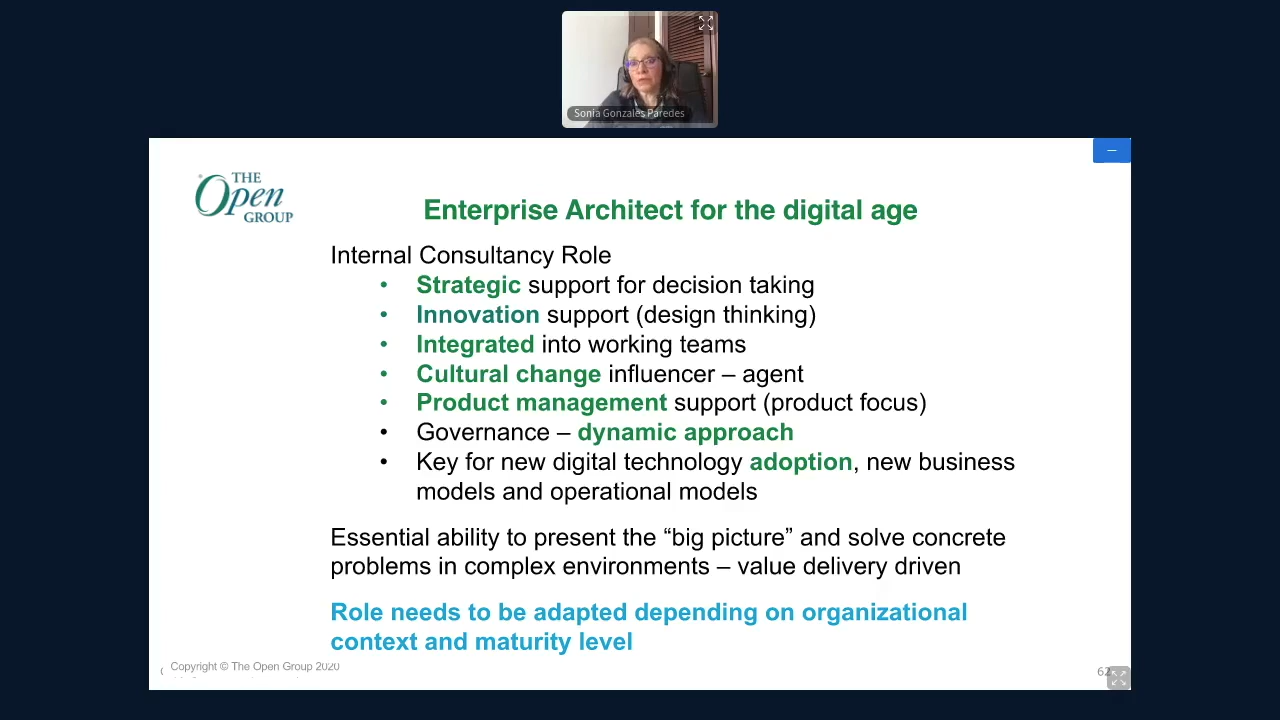 Sonia Gonzales Paredes
THE
Open
GROUP
Enterprise Architect for the digital age
Internal Consultancy Role
• Strategic support for decision taking
• Innovation support (design thinking)
• Integrated into working teams
• Cultural change influencer – agent
• Product management support (product focus)
• Governance – dynamic approach
• Key for new digital technology adoption, new business
models and operational models
Essential ability to present the “big picture” and solve concrete
problems in complex environments – value delivery driven
Role needs to be adapted depending on organizational
context and maturity level
Copyright © The Open Group 2020
62